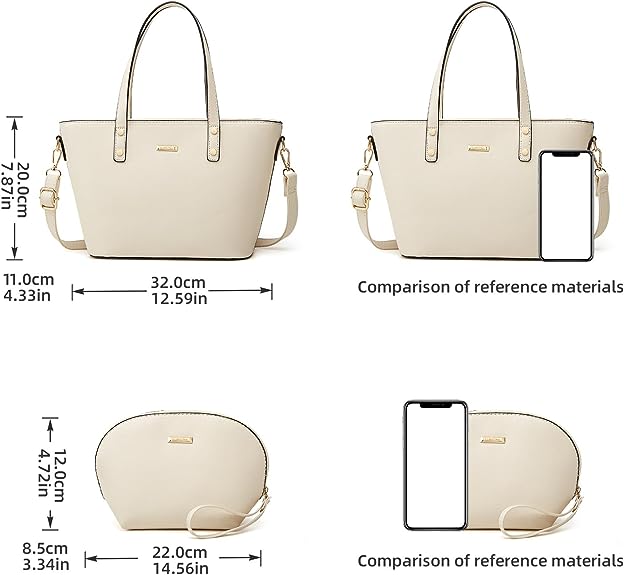 20.0cm
7.87in
11.0cm
4.33in
32.0cm
12.59in
Comparison of reference materials
12.0cm
4.72in
8.5cm
3.34in
22.0cm
14.56in
Comparison of reference materials